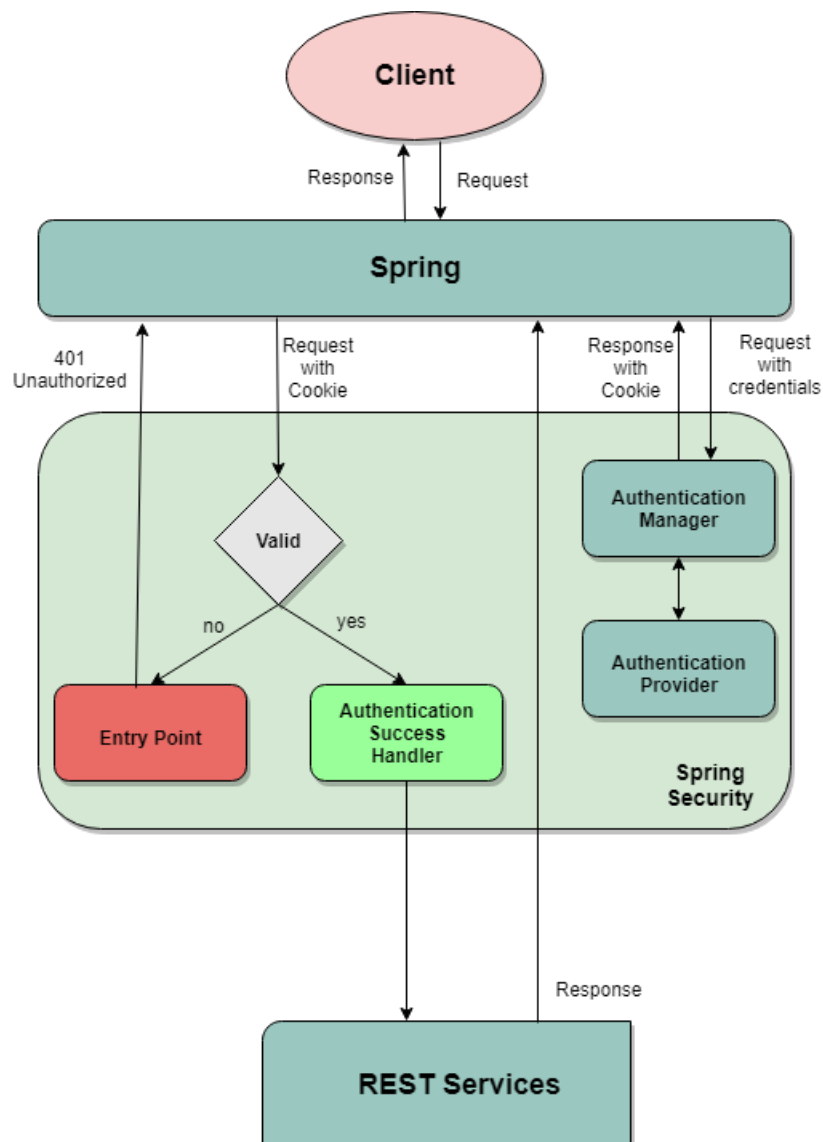 Client
Response
Request
Spring
401
Unauthorized
Request
with
Cookie
Response
with
Cookie
Request
with
credentials
Authentication
Manager
Valid
no
yes
Authentication
Provider
Entry Point
Authentication
Success
Handler
Spring
Security
Response
REST Services